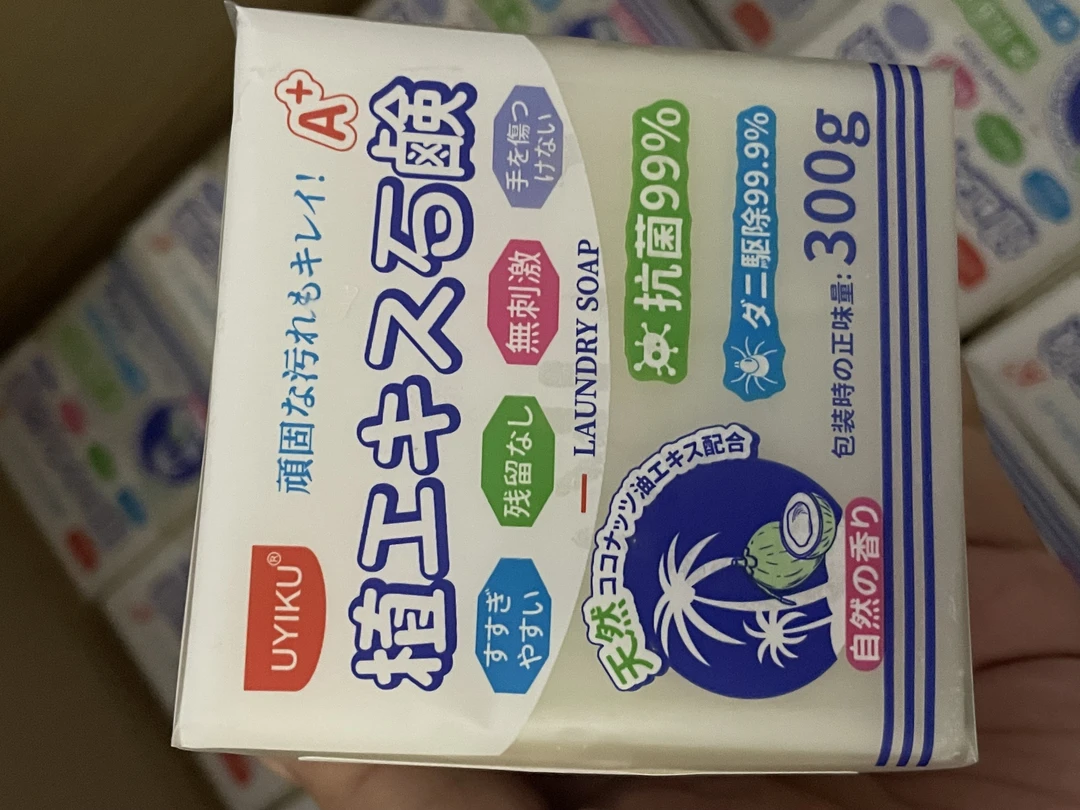 UYIKU®
頑固な汚れもキレイ!
A+
植エキス石鹸
すすぎ
やすい
残留なし
無刺激
手を傷つ
けない
LAUNDRY SOAP
天然ココナッツ油エキス配合
抗菌99%
ダニ駆除99.9%
自然の香り
包装時の正味量:300g